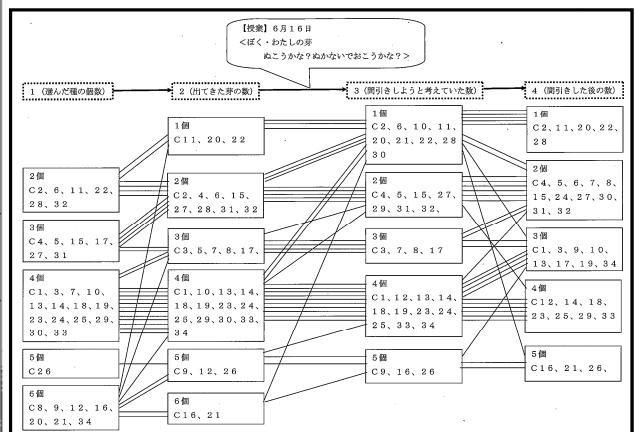 【授業】６月１６日
＜ぼく・わたしの芽
ぬこうかな？ぬかないでおこうかな？＞
１（選んだ種の個数）
２（出てきた芽の数）
３（間引きしようと考えていた数）
４（間引きした後の数）
２個
Ｃ２、６、１１、２２、
２８、３２
３個
Ｃ４、５、１５、１７、
２７、３１
４個
Ｃ１、３、７、１０、
１３、１４、１８、１９、
２３、２４、２５、２９、
３０、３３
５個
Ｃ２６
６個
Ｃ８、９、１２、１６、
２０、２１、３４
１個
Ｃ１１、２０、２２
２個
Ｃ２、４、６、１５、
２７、２８、３１、３２
３個
Ｃ３、５、７、８、１７
４個
Ｃ１、１０、１３、１４、
１８、１９、２３、２４、
２５、２９、３０、３３、
３４
５個
Ｃ９、１２、２６
６個
Ｃ１６、２１
１個
Ｃ２、６、１０、１１、
２０、２１、２２、２８
３０
２個
Ｃ４、５、１５、２７、
２９、３１、３２、
３個
Ｃ３、７、８、１７
４個
Ｃ１、１２、１３、１４、
１８、１９、２３、２４、
２５、３３、３４
５個
Ｃ９、１６、２６
１個
Ｃ２、１１、２０、２２、
２８
２個
Ｃ４、５、６、７、８、
１５、２４、２７、３０、
３１、３２
３個
Ｃ１、３、９、１０、
１３、１７、１９、３４
４個
Ｃ１２、１４、１８、
２３、２５、２９、３３
５個
Ｃ１６、２１、２６、